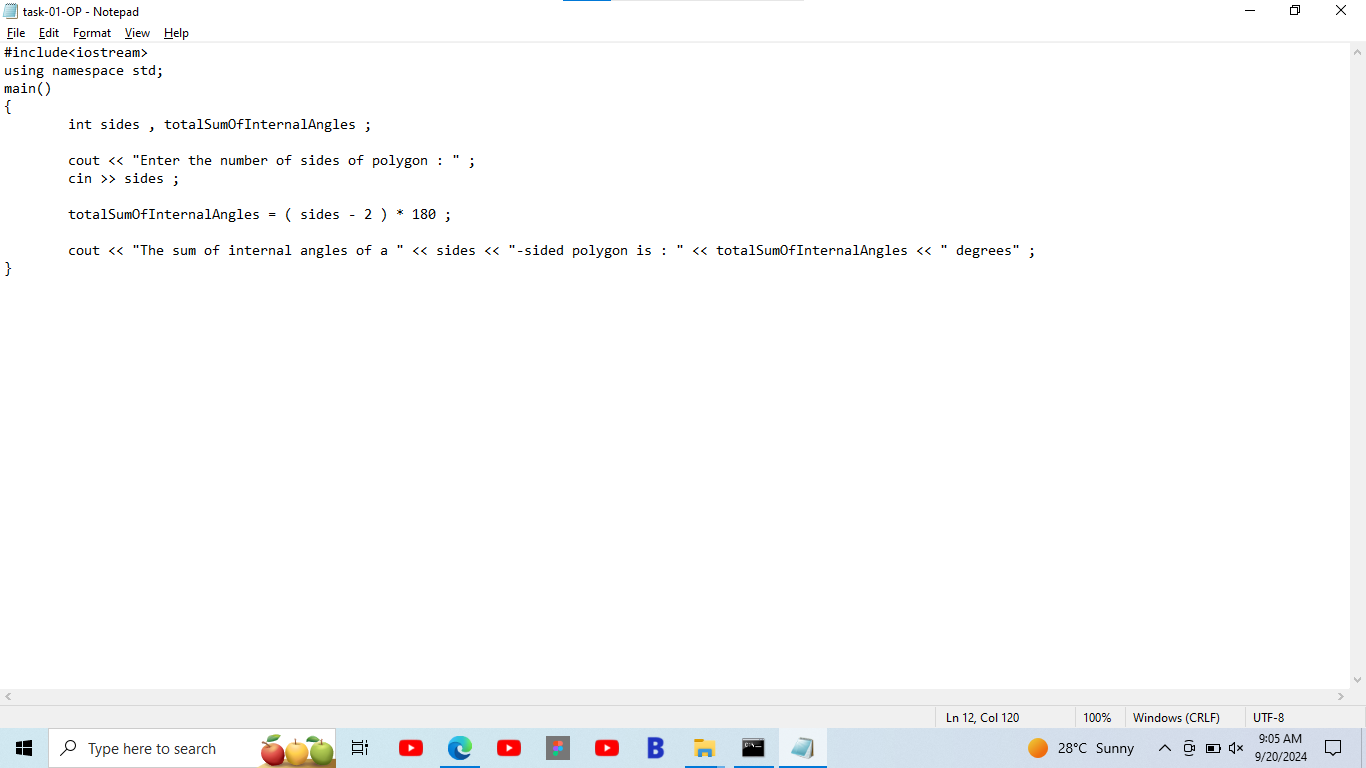 task-01-OP - Notepad
File Edit Format View Help
#include<iostream>
using namespace std;
main()
{
        int sides , totalSumOfInternalAngles ;

        cout << "Enter the number of sides of polygon : " ;
        cin >> sides ;

        totalSumOfInternalAngles = ( sides - 2 ) * 180 ;

        cout << "The sum of internal angles of a " << sides << "-sided polygon is : " << totalSumOfInternalAngles << " degrees" ;
}
Ln 12, Col 120 100% Windows (CRLF) UTF-8
Type here to search B 28°C Sunny 9:05 AM
9/20/2024